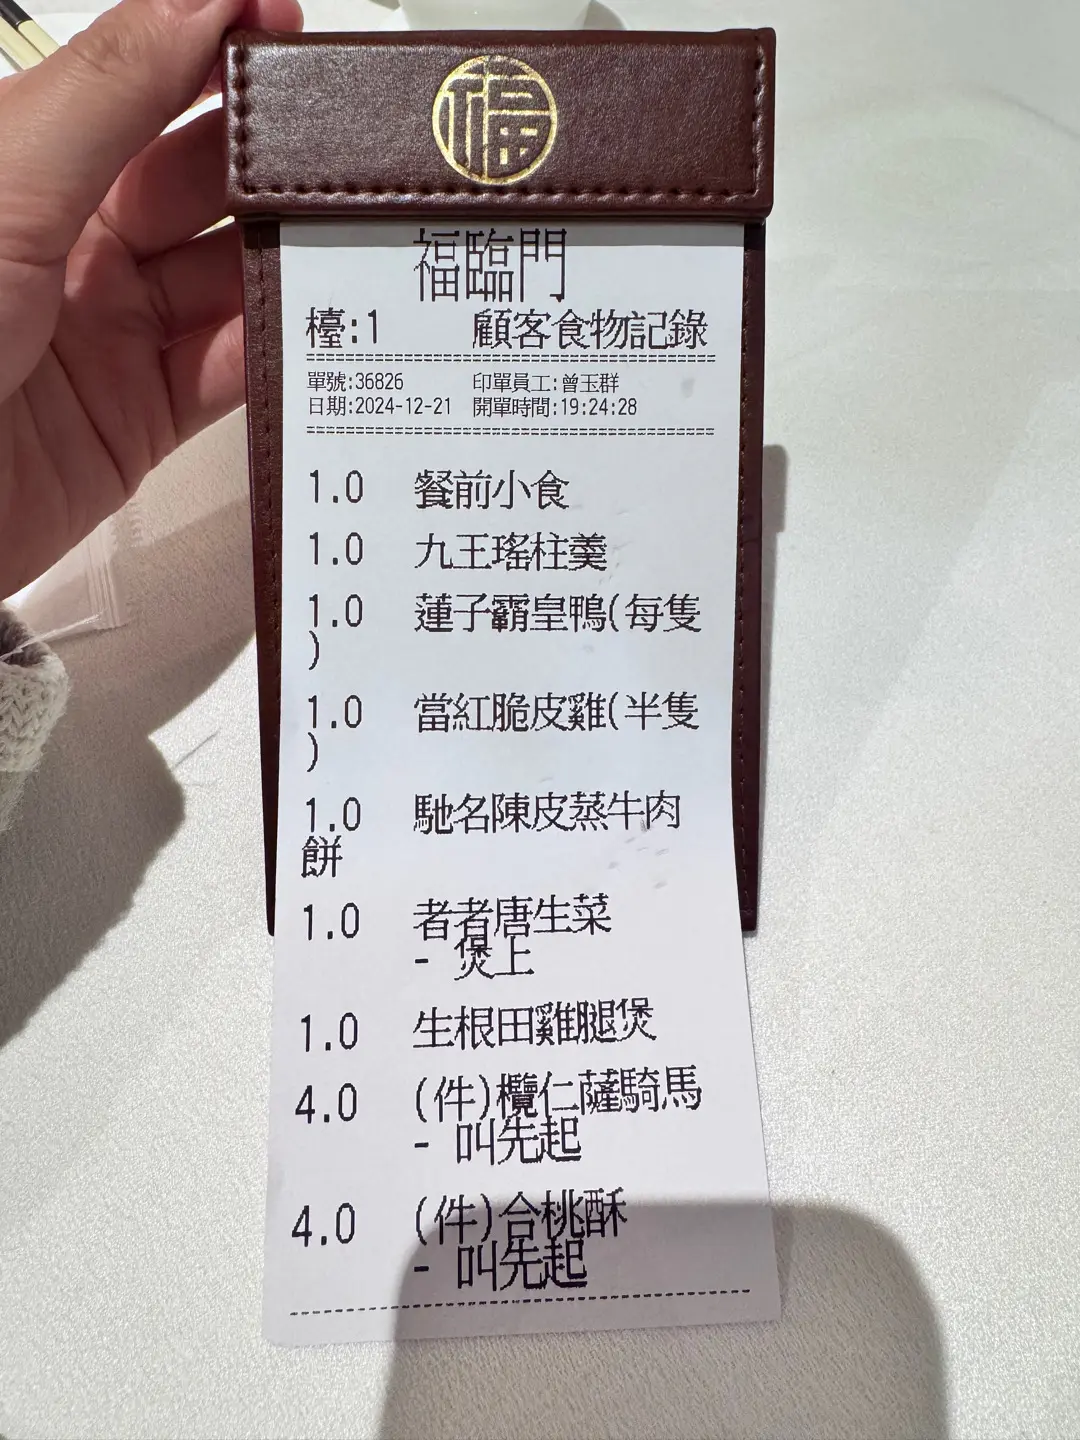 福
福臨門
檯:1 顧客食物記錄
單號:36826 印單員工:曾玉群
日期:2024-12-21 開單時間:19:24:28
1.0 餐前小食
1.0 九王瑤柱羹
1.0 蓮子霸皇鴨(每隻
)
1.0 當紅脆皮雞(半隻
)
1.0 馳名陳皮蒸牛肉
餅
1.0 啫啫唐生菜
- 煲上
1.0 生根田雞腿煲
4.0 (件)欖仁薩騎馬
- 叫先起
4.0 (件)合桃酥
- 叫先起